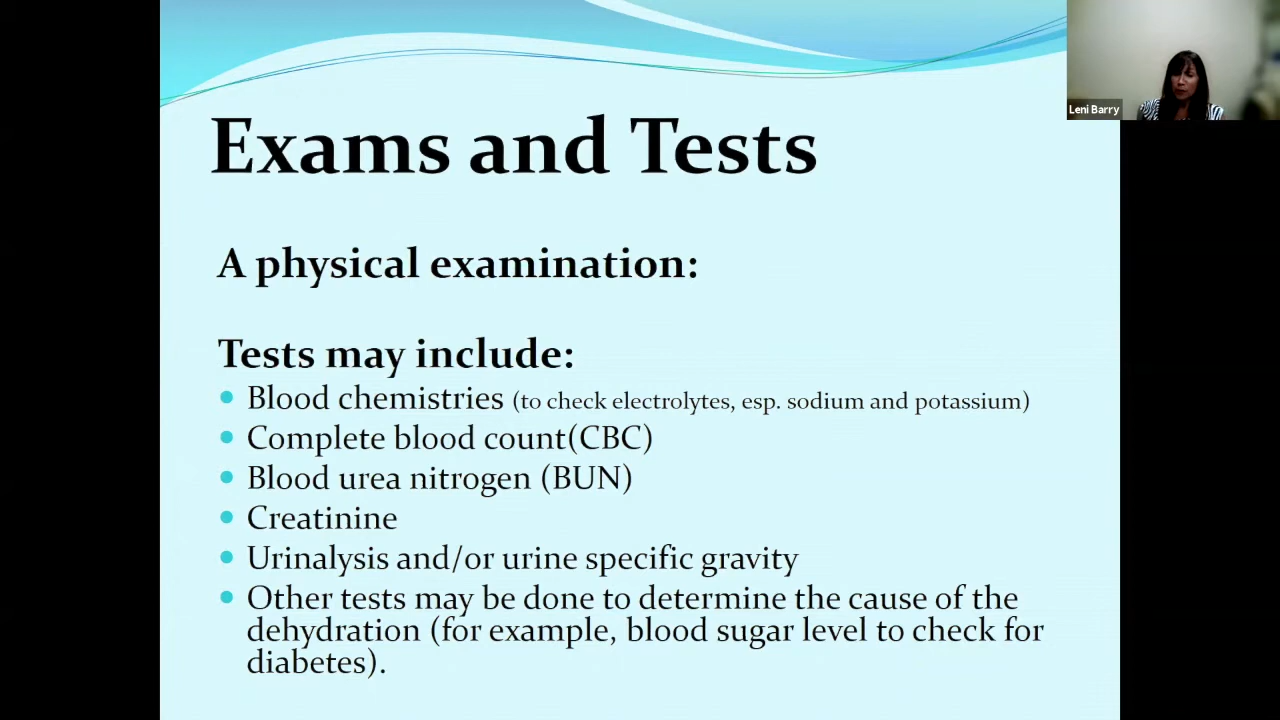 Leni Barry
Exams and Tests
A physical examination:
Tests may include:
Blood chemistries (to check electrolytes, esp. sodium and potassium)
Complete blood count(CBC)
Blood urea nitrogen (BUN)
Creatinine
Urinalysis and/or urine specific gravity
Other tests may be done to determine the cause of the
dehydration (for example, blood sugar level to check for
diabetes).